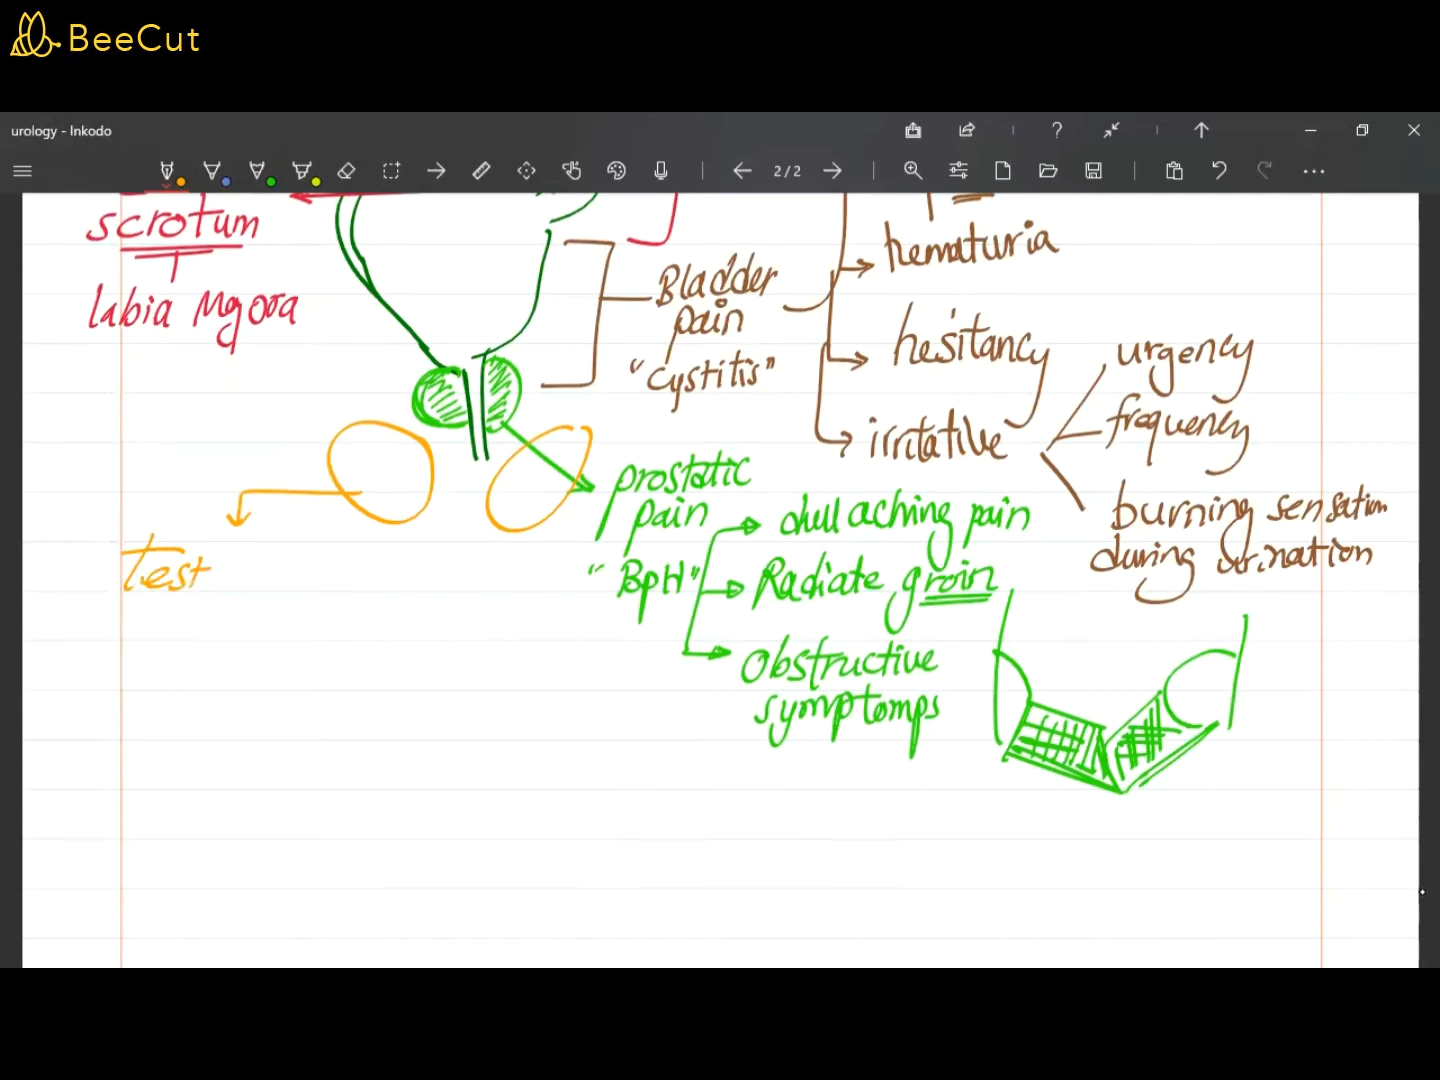 BeeCut
urology - Inkodo
2/2
scrotum
labia Mgora
Bladder
pain
"Cystitis"
hematuria
hesitancy
irritative
urgency
frequency
burning sensation
during urination
prostatic
pain
"BpH"
dull aching pain
Radiate groin
Obstructive
symptomps
Test